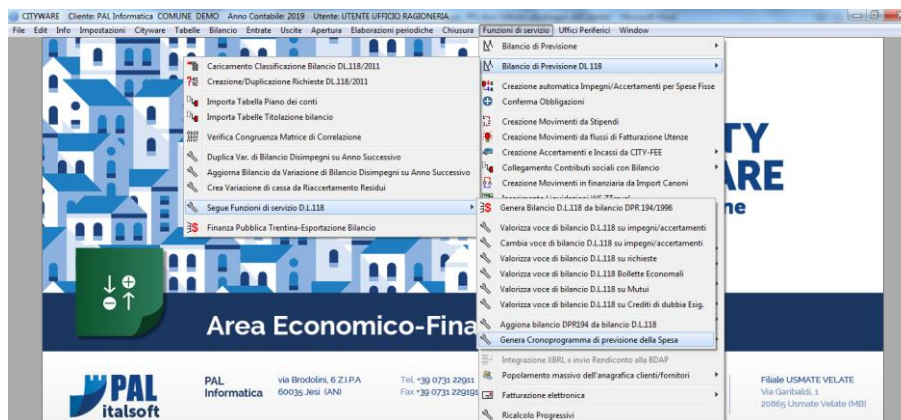 CITYWARE Cliente: PAL Informatica COMUNE DEMO Anno Contabile: 2019 Utente: UTENTE UFFICIO RAGIONERIA
File Edit Info Impostazioni Cityware Tabelle Bilancio Entrate Uscite Apertura Elaborazioni periodiche Chiusura Funzioni di servizio Uffici Periferici Window
Caricamento Classificazione Bilancio DL.118/2011
Creazione/Duplicazione Richieste DL.118/2011
Importa Tabella Piano dei conti
Importa Tabelle Titolazione bilancio
Verifica Congruenza Matrice di Correlazione
Duplica Var. di Bilancio Disimpegni su Anno Successivo
Aggiorna Bilancio da Variazione di Bilancio Disimpegni su Anno Successivo
Crea Variazione di cassa da Riaccertamento Residui
Segue Funzioni di servizio D.L.118
Finanza Pubblica Trentina-Esportazione Bilancio
Bilancio di Previsione
Bilancio di Previsione DL 118
Creazione automatica Impegni/Accertamenti per Spese Fisse
Conferma Obbligazioni
Creazione Movimenti da Stipendi
Creazione Movimenti da flussi di Fatturazione Utenze
Creazione Accertamenti e Incassi da CITY-FEE
Collegamento Contributi sociali con Bilancio
Creazione Movimenti in finanziaria da Import Canoni
Genera Bilancio D.L.118 da bilancio DPR 194/1996
Valorizza voce di bilancio D.L.118 su impegni/accertamenti
Cambia voce di bilancio D.L.118 su impegni/accertamenti
Valorizza voce di bilancio D.L.118 su richieste
Valorizza voce di bilancio D.L.118 Bollette Economali
Valorizza voce di bilancio D.L.118 su Mutui
Valorizza voce di bilancio D.L.118 su Crediti di dubbia Esig.
Aggiona bilancio DPR194 da bilancio D.L.118
Genera Cronoprogramma di previsione della Spesa
Integrazione XBRL x invio Rendiconto alla BDAP
Popolamento massivo dell'anagrafica clienti/fornitori
Fatturazione elettronica
Ricalcolo Progressivi
TY
ARE
ne
Area Economico-Fina
PAL
italsoft
PAL
Informatica
via Brodolini, 6 Z.I.P.A
60035 Jesi (AN)
Tel. +39 0731 22911
Fax +39 0731 229191
Filiale USMATE VELATE
Via Garibaldi, 1
20865 Usmate Velate (MB)